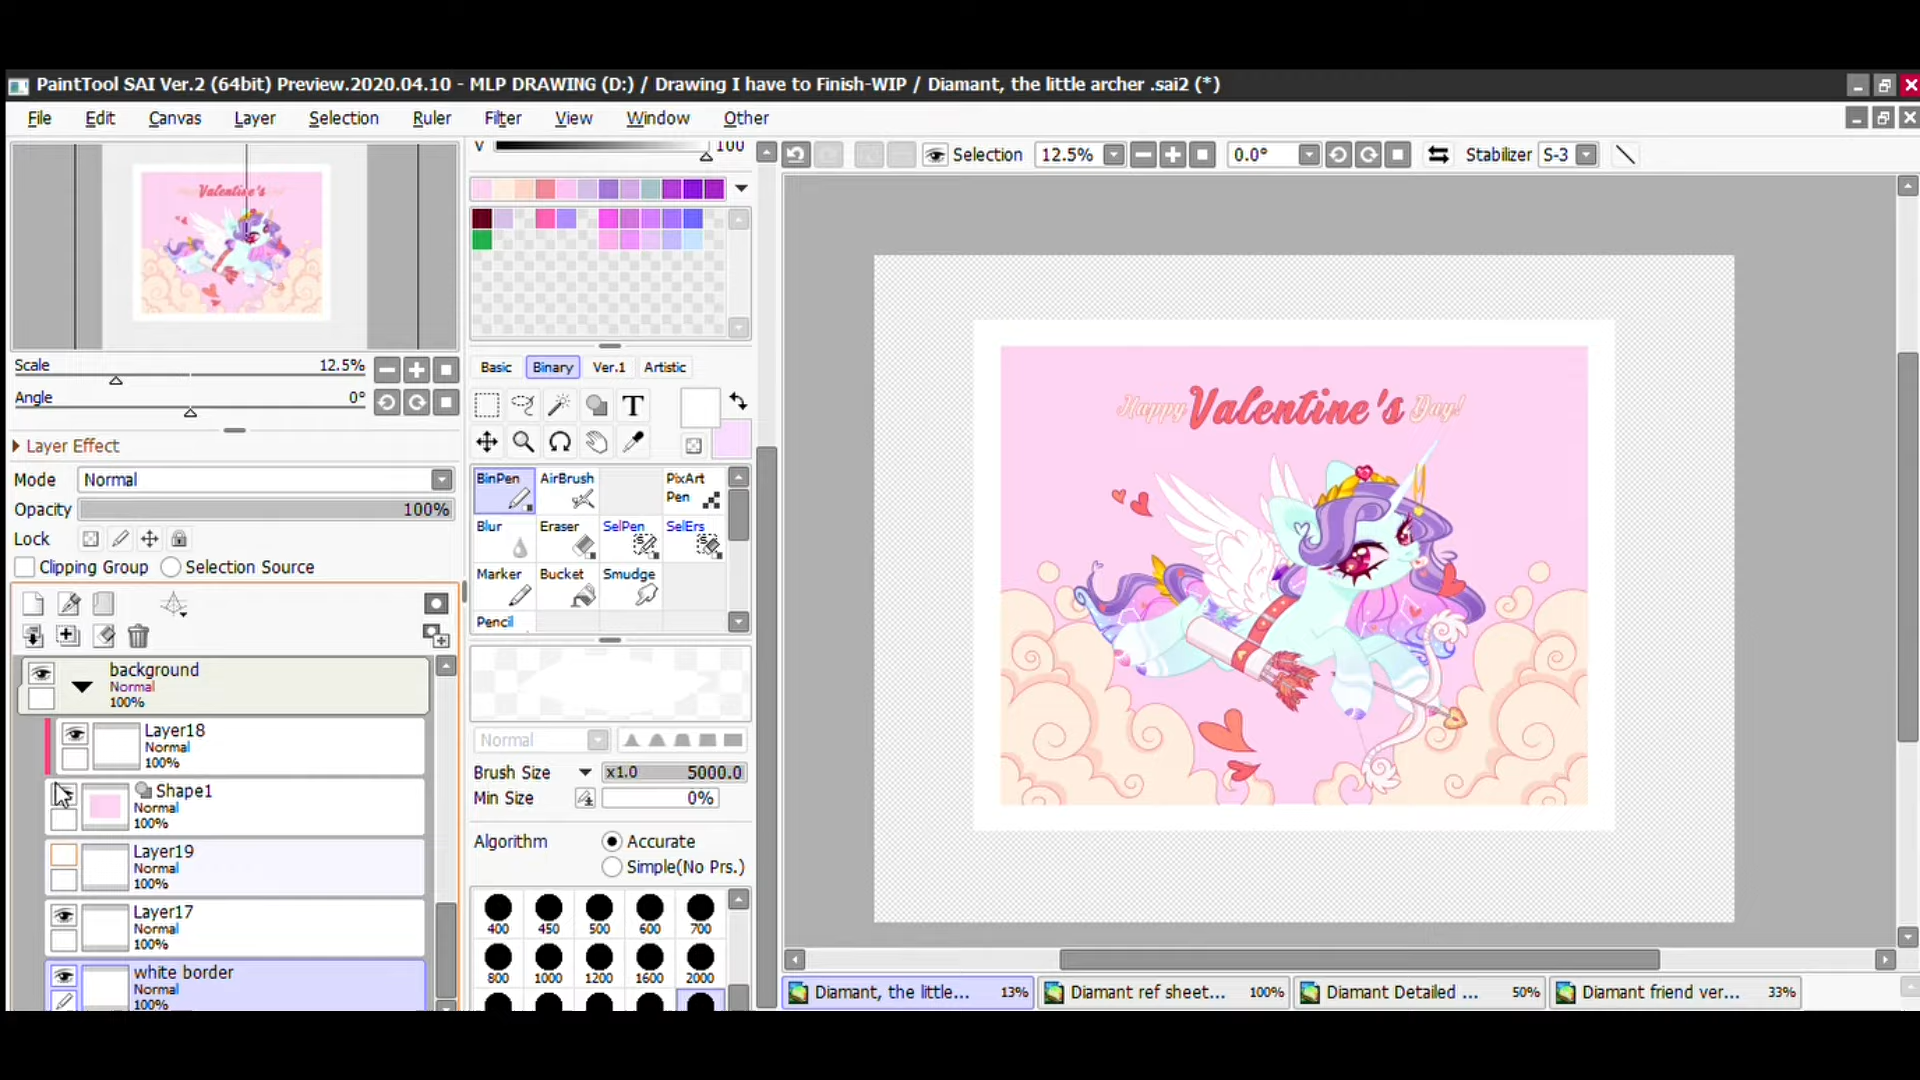 PaintTool SAI Ver.2 (64bit) Preview.2020.04.10 - MLP DRAWING (D:) / Drawing I have to Finish-WIP / Diamant, the little archer .sai2 (*)
File Edit Canvas Layer Selection Ruler Filter View Window Other
V 100
Selection 12.5% 0.0° Stabilizer S-3
Scale 12.5%
Angle 0°
Layer Effect
Mode Normal
Opacity 100%
Lock
Clipping Group Selection Source
background
Normal
100%
Layer18
Normal
100%
Shape1
Normal
100%
Layer19
Normal
100%
Layer17
Normal
100%
white border
Normal
100%
Basic Binary Ver.1 Artistic
T
BinPen AirBrush PixArt Pen
Blur Eraser SelPen SelErs
Marker Bucket Smudge
Pencil
Normal
Brush Size x1.0 5000.0
Min Size 0%
Algorithm Accurate
Simple(No Prs.)
400 450 500 600 700
800 1000 1200 1600 2000
Happy Valentine's Day!
Diamant, the little... 13% Diamant ref sheet... 100% Diamant Detailed ... 50% Diamant friend ver... 33%